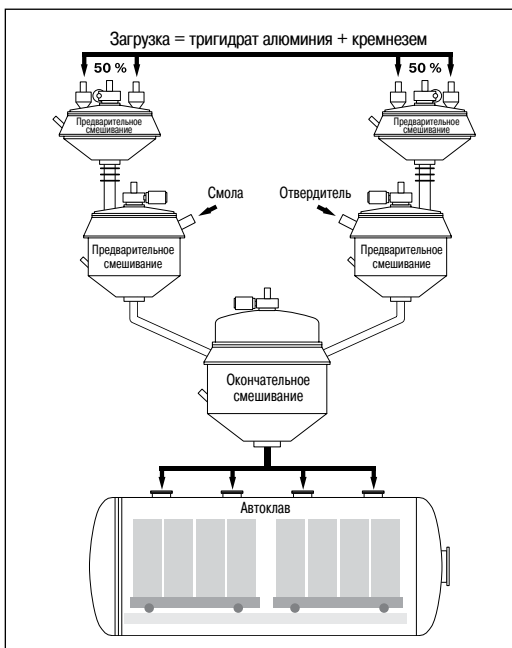 Загрузка = тригидрат алюминия + кремнезем
50 %
50 %
Предварительное
смешивание
Предварительное
смешивание
Смола
Отвердитель
Предварительное
смешивание
Предварительное
смешивание
Окончательное
смешивание
Автоклав